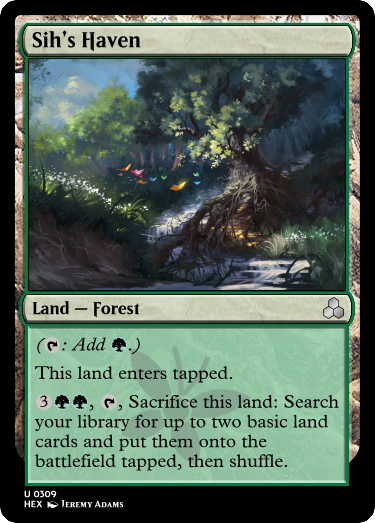 Sih's Haven
Land — Forest
(: Add .)
This land enters tapped.
3, , Sacrifice this land: Search
your library for up to two basic land
cards and put them onto the
battlefield tapped, then shuffle.
U 0309
HEX Jeremy Adams